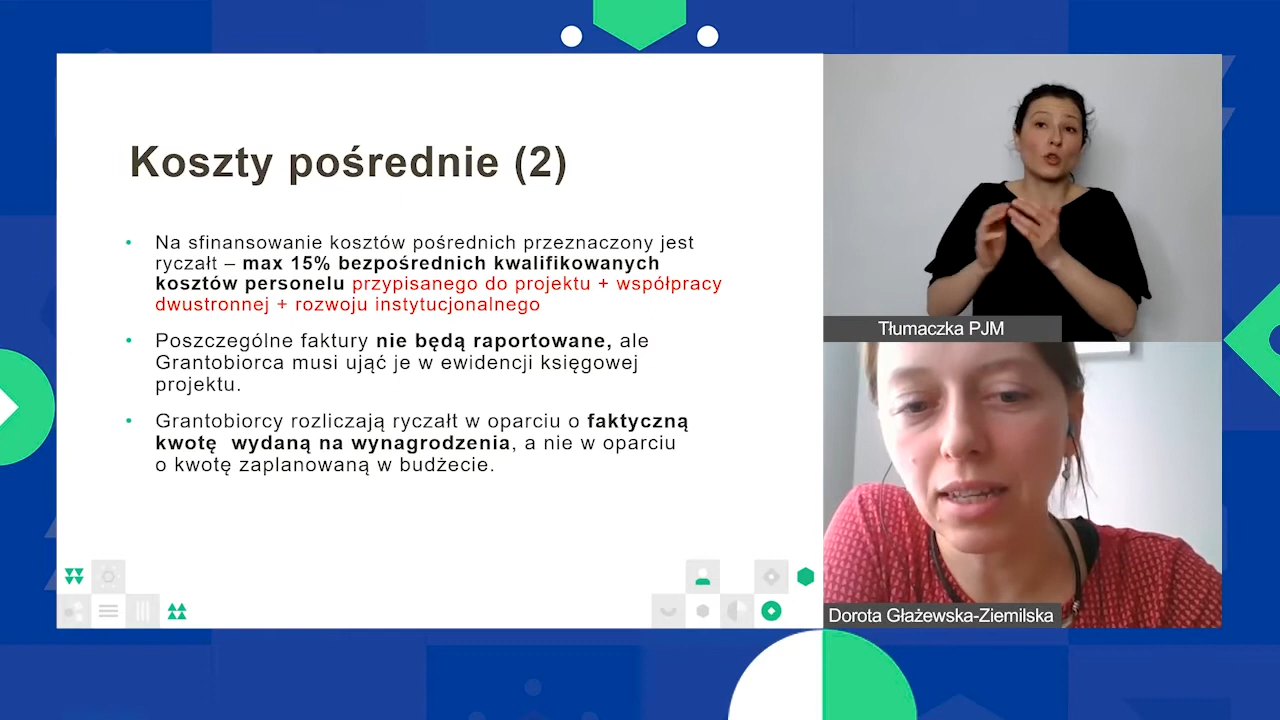 Koszty pośrednie (2)
• Na sfinansowanie kosztów pośrednich przeznaczony jest
ryczałt – max 15% bezpośrednich kwalifikowanych
kosztów personelu przypisanego do projektu + współpracy
dwustronnej + rozwoju instytucjonalnego
• Poszczególne faktury nie będą raportowane, ale
Grantobiorca musi ująć je w ewidencji księgowej
projektu.
• Grantobiorcy rozliczają ryczałt w oparciu o faktyczną
kwotę wydaną na wynagrodzenia, a nie w oparciu
o kwotę zaplanowaną w budżecie.
Tłumaczka PJM
Dorota Głażewska-Ziemilska